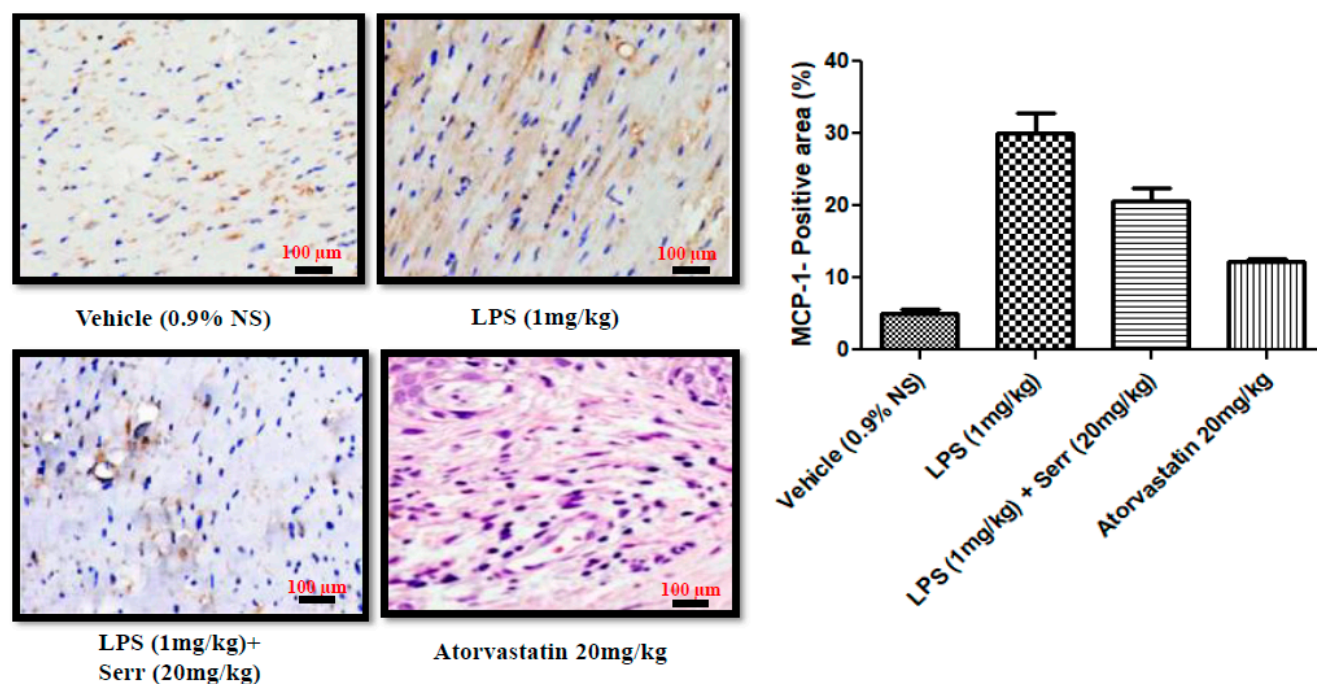 100 µm
100 µm
Vehicle (0.9% NS)
LPS (1mg/kg)
100 µm
100 µm
LPS (1mg/kg)+
Serr (20mg/kg)
Atorvastatin 20mg/kg
MCP-1- Positive area (%)
40
30
20
10
0
Vehicle (0.9% NS)
LPS (1mg/kg)
LPS (1mg/kg) + Serr (20mg/kg)
Atorvastatin 20mg/kg